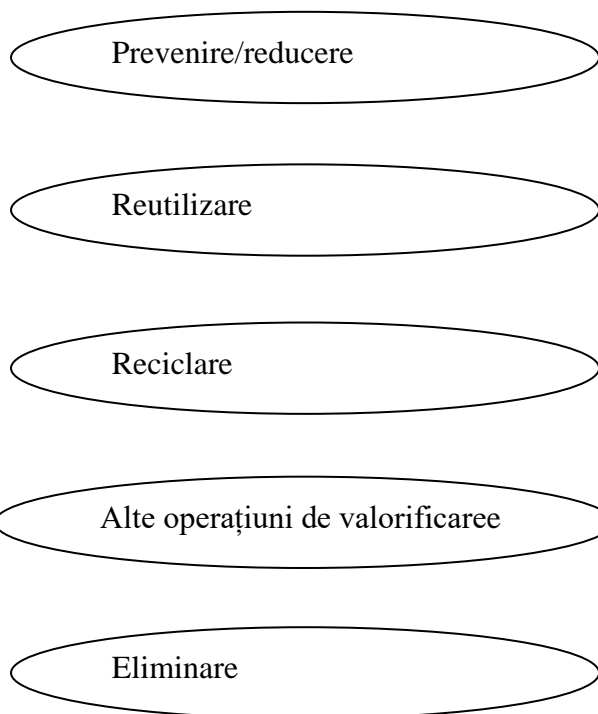 Prevenire/reducere
Reutilizare
Reciclare
Alte operațiuni de valorificaree
Eliminare